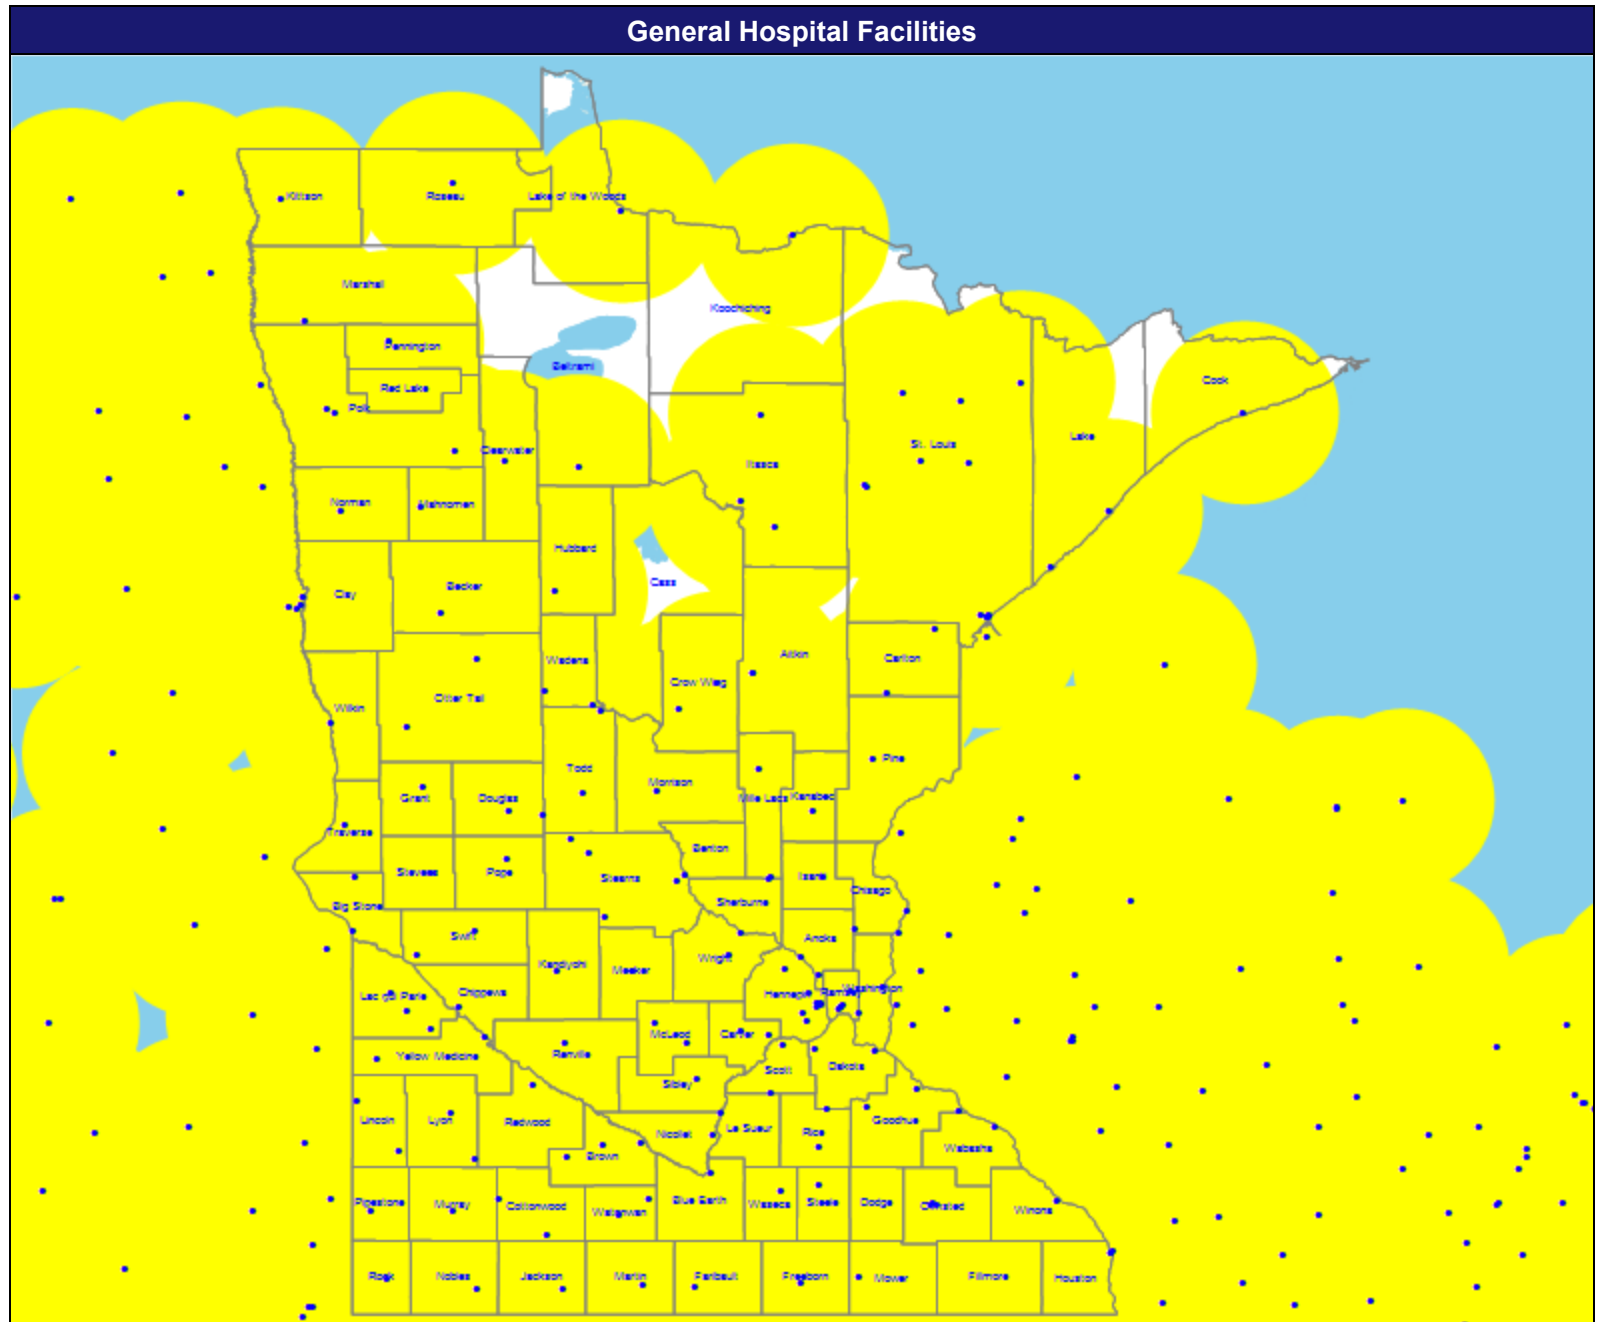 General Hospital Facilities
Kittson
Roseau
Lake of the Woods
Marshall
Koochiching
Pennington
Beltrami
Red Lake
Cook
Polk
Lake
St. Louis
Clearwater
Itasca
Norman
Mahnomen
Hubbard
Cass
Becker
Clay
Wadena
Aitkin
Carlton
Crow Wing
Otter Tail
Wilkin
Pine
Todd
Morrison
Grant
Douglas
Mille Lacs
Kanabec
Traverse
Benton
Stevens
Pope
Stearns
Isanti
Chisago
Sherburne
Big Stone
Swift
Anoka
Kandiyohi
Meeker
Wright
Lac qui Parle
Chippewa
Hennepin
Ramsey
Washington
McLeod
Carver
Yellow Medicine
Renville
Scott
Dakota
Sibley
Lincoln
Lyon
Redwood
Nicollet
Le Sueur
Rice
Goodhue
Wabasha
Brown
Pipestone
Murray
Cottonwood
Watonwan
Blue Earth
Waseca
Steele
Dodge
Olmsted
Winona
Rock
Nobles
Jackson
Martin
Faribault
Freeborn
Mower
Fillmore
Houston